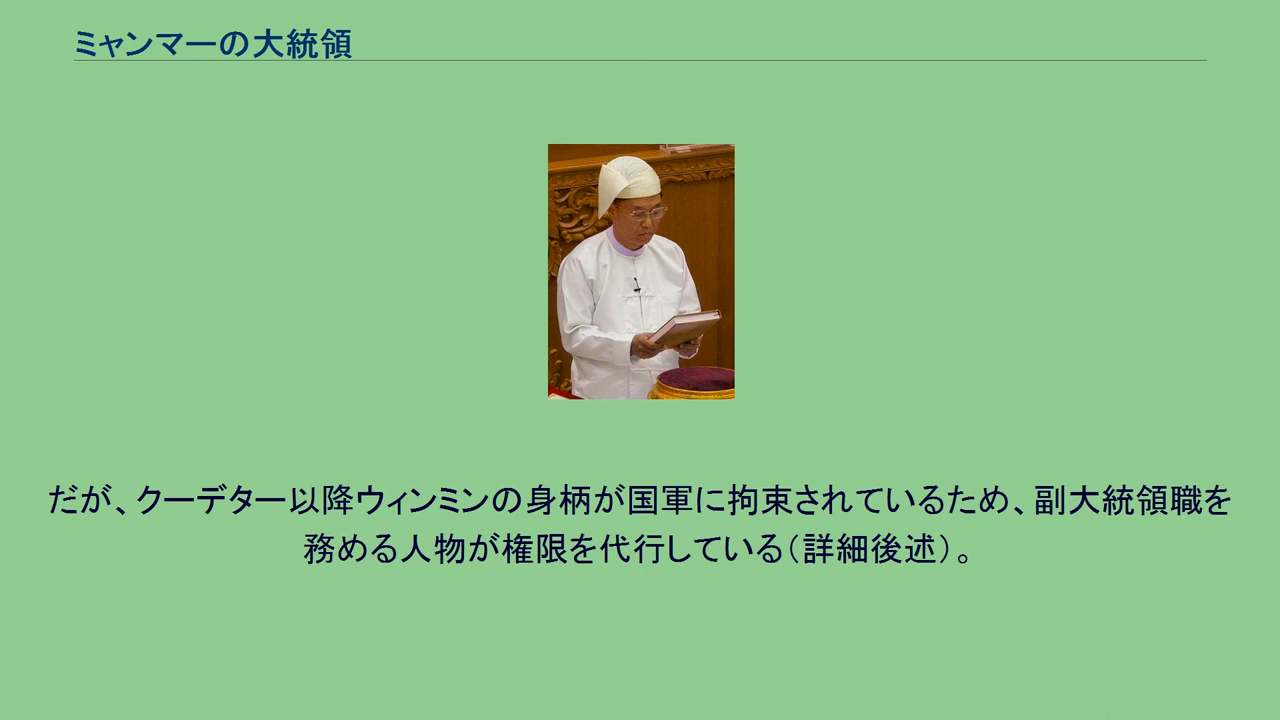 ミャンマーの大統領
だが、クーデター以降ウィンミンの身柄が国軍に拘束されているため、副大統領職を
務める人物が権限を代行している（詳細後述）。